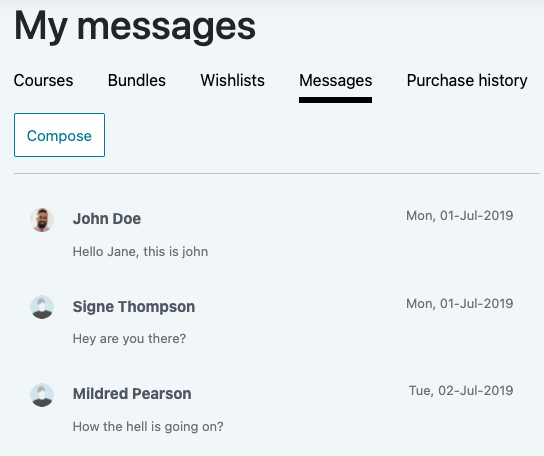 My messages
Courses Bundles Wishlists Messages Purchase history
Compose
John Doe Mon, 01-Jul-2019
Hello Jane, this is john
Signe Thompson Mon, 01-Jul-2019
Hey are you there?
Mildred Pearson Tue, 02-Jul-2019
How the hell is going on?